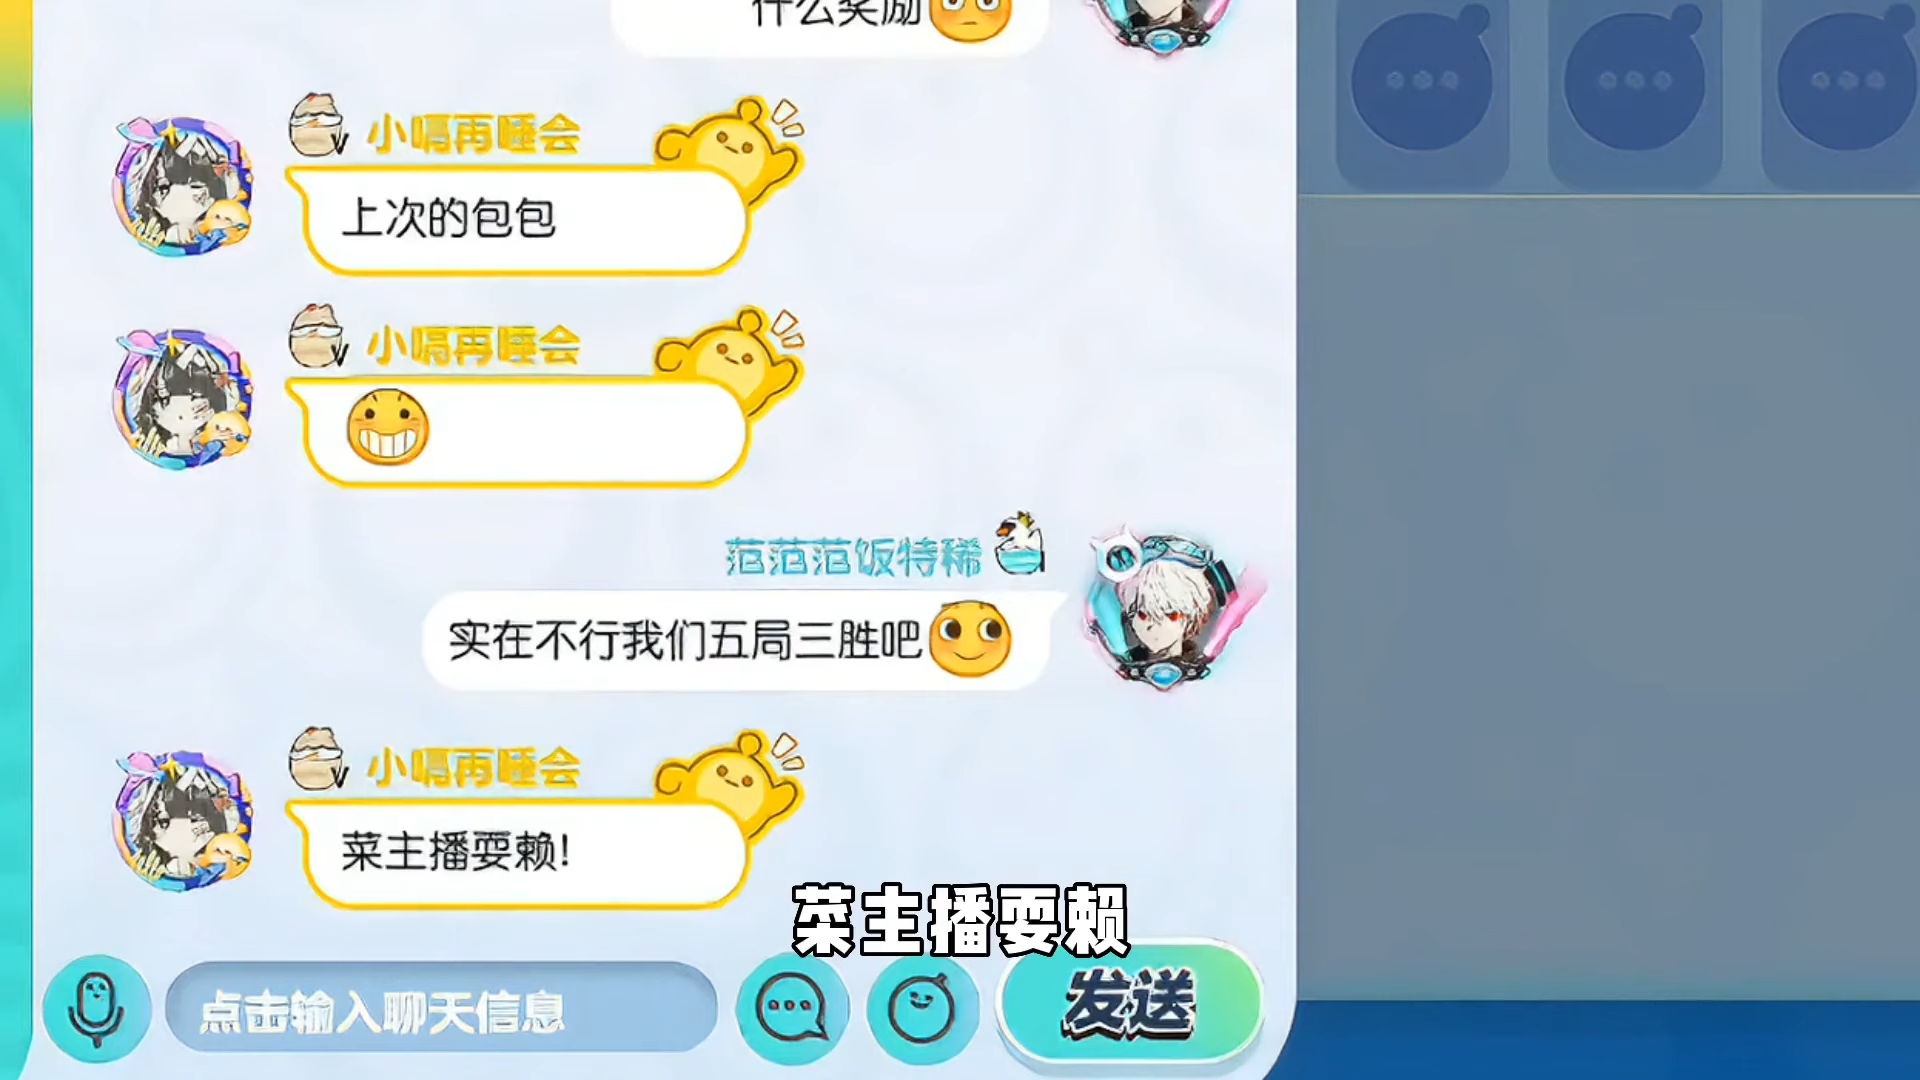 什么奖励
小嗝再睡会
上次的包包
小嗝再睡会
范范范饭特稀
实在不行我们五局三胜吧
小嗝再睡会
菜主播耍赖!
菜主播耍赖
点击输入聊天信息
发送